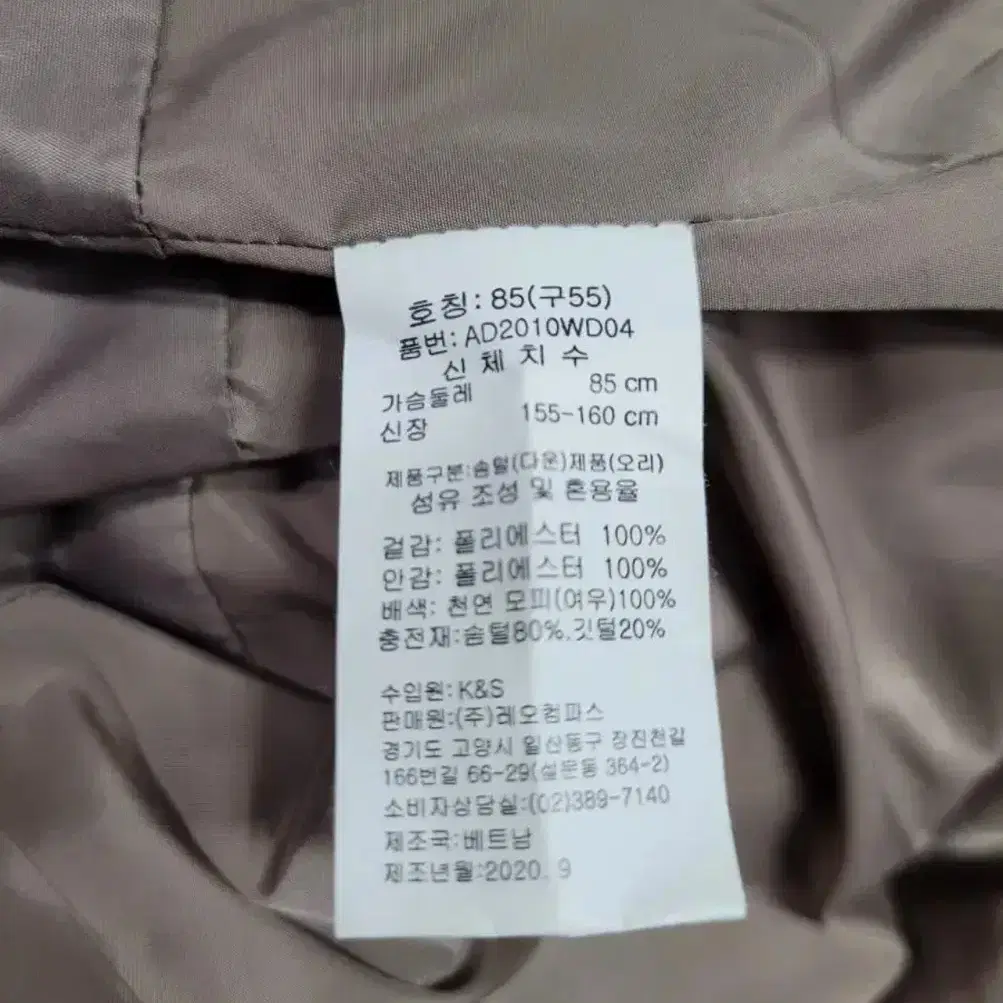 호칭: 85(구55)
품번: AD2010WD04
신 체 치 수
가슴둘레 85 cm
신장 155-160 cm
제품구분:솜털(다운)제품(오리)
섬유 조성 및 혼용율
겉감: 폴리에스터 100%
안감: 폴리에스터 100%
배색: 천연 모피(여우)100%
충전재:솜털80%.깃털20%
수입원: K&S
판매원:(주)레오컴파스
경기도 고양시 일산동구 장진천길
166번길 66-29(설문동 364-2)
소비자상담실:(02)389-7140
제조국:베트남
제조년월:2020. 9